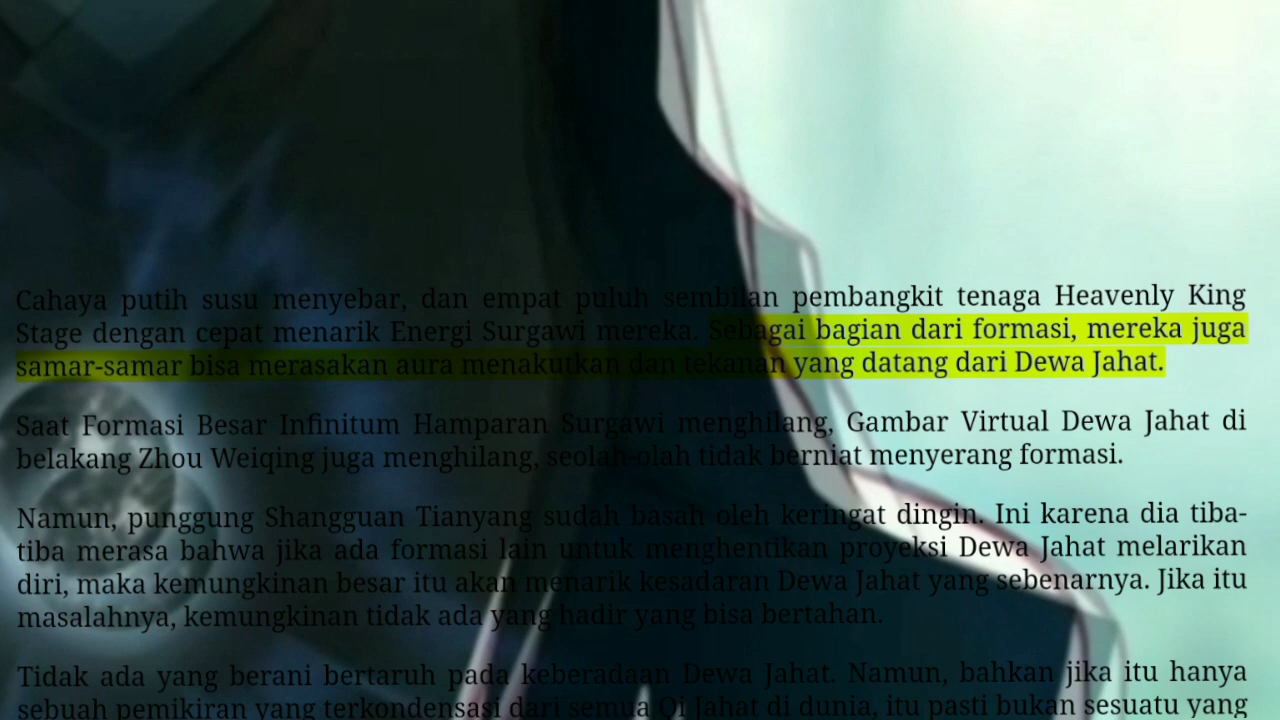 Cahaya putih susu menyebar, dan empat puluh sembilan pembangkit tenaga Heavenly King
Stage dengan cepat menarik Energi Surgawi mereka. Sebagai bagian dari formasi, mereka juga
samar-samar bisa merasakan aura menakutkan dan tekanan yang datang dari Dewa Jahat.
Saat Formasi Besar Infinitum Hamparan Surgawi menghilang, Gambar Virtual Dewa Jahat di
belakang Zhou Weiqing juga menghilang, seolah-olah tidak berniat menyerang formasi.
Namun, punggung Shangguan Tianyang sudah basah oleh keringat dingin. Ini karena dia tiba-
tiba merasa bahwa jika ada formasi lain untuk menghentikan proyeksi Dewa Jahat melarikan
diri, maka kemungkinan besar itu akan menarik kesadaran Dewa Jahat yang sebenarnya. Jika itu
masalahnya, kemungkinan tidak ada yang hadir yang bisa bertahan.
Tidak ada yang berani bertaruh pada keberadaan Dewa Jahat. Namun, bahkan jika itu hanya
sebuah pemikiran yang terkondensasi dari semua Qi Jahat di dunia, itu pasti bukan sesuatu yang